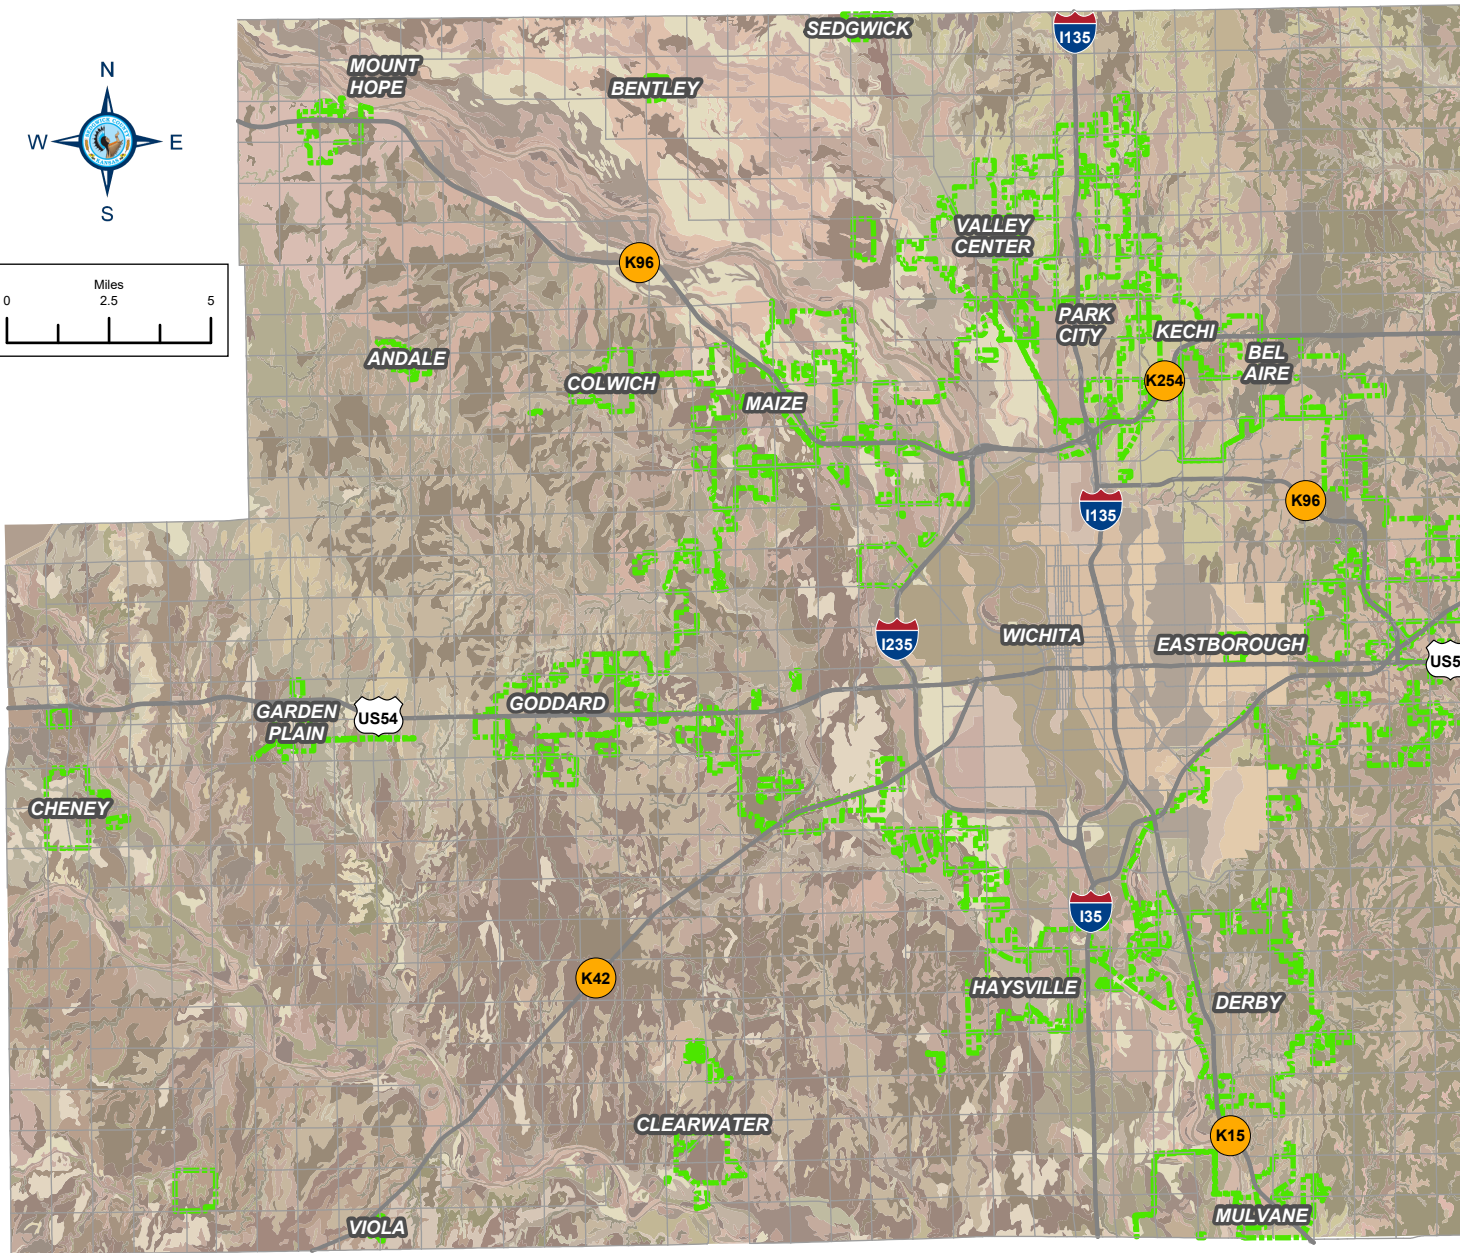 SEDGWICK
I135
N
MOUNT
HOPE
BENTLEY
W
E
S
VALLEY
CENTER
K96
Miles
0
2.5
5
PARK
CITY
KECHI
BEL
AIRE
ANDALE
COLWICH
K254
MAIZE
K96
I135
I235
WICHITA
EASTBOROUGH
US5
GODDARD
GARDEN
PLAIN
US54
CHENEY
I35
K42
HAYSVILLE
DERBY
CLEARWATER
K15
MULVANE
VIOLA